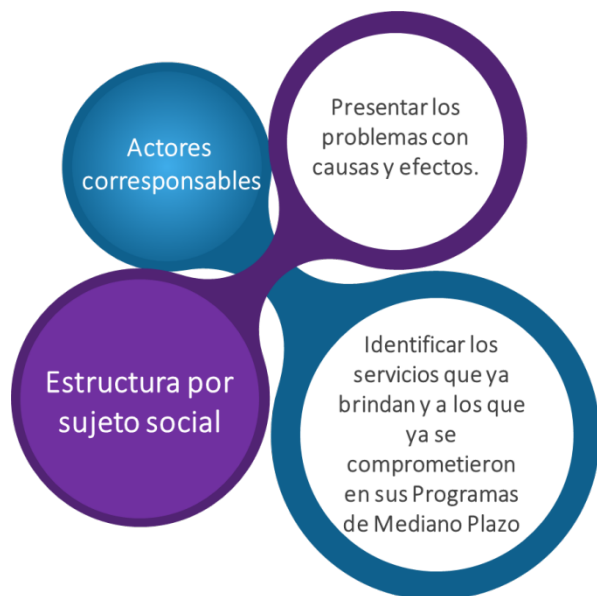 Actores
corresponsables
Presentar los
problemas con
causas y efectos.
Estructura por
sujeto social
Identificar los
servicios que ya
brindan y a los que
ya se
comprometieron
en sus Programas
de Mediano Plazo